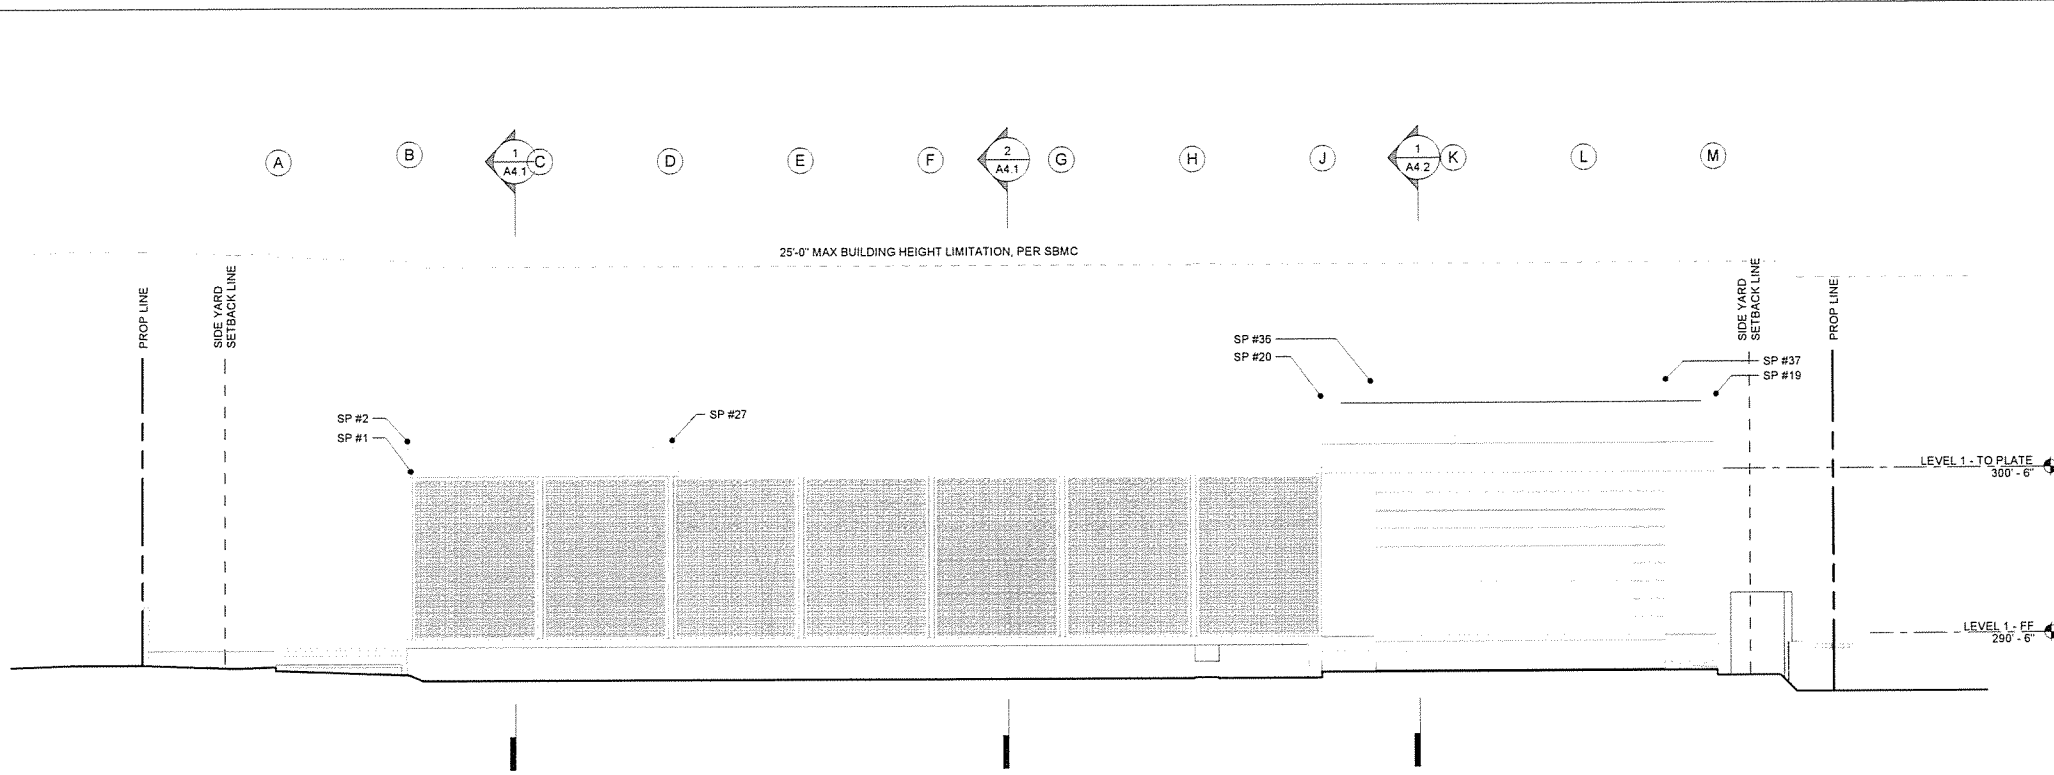 A
B
1
A4.1
C
D
E
F
2
A4.1
G
H
J
1
A4.2
K
L
M
25'-0" MAX BUILDING HEIGHT LIMITATION, PER SBMC
PROP LINE
SIDE YARD
SETBACK LINE
SIDE YARD
SETBACK LINE
PROP LINE
SP #36
SP #20
SP #37
SP #19
SP #2
SP #1
SP #27
LEVEL 1 - TO PLATE
300' - 6"
LEVEL 1 - FF
290' - 6"